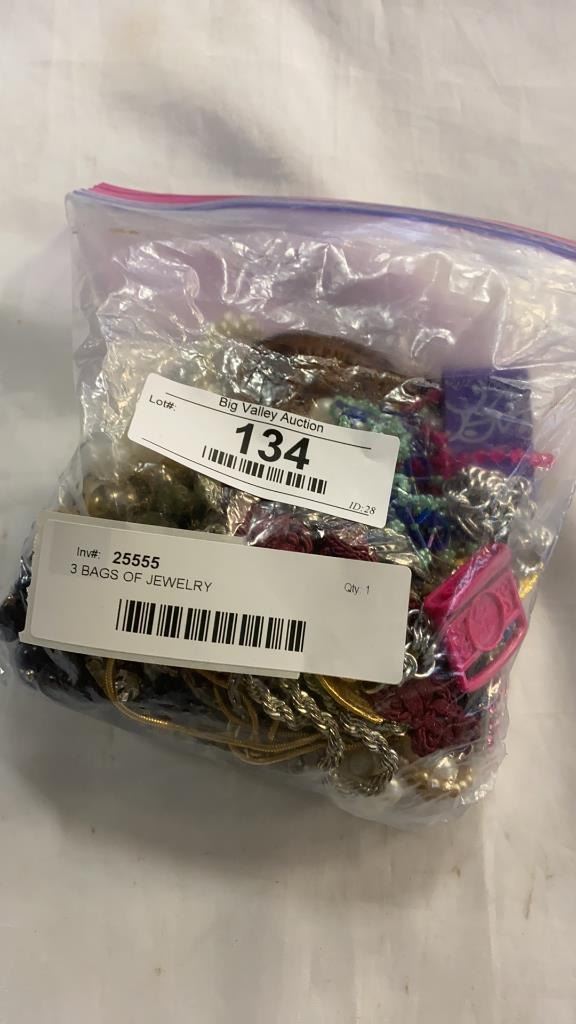 Big Valley Auction
Lot#:
134
ID:28
Inv#: 25555
Qty: 1
3 BAGS OF JEWELRY